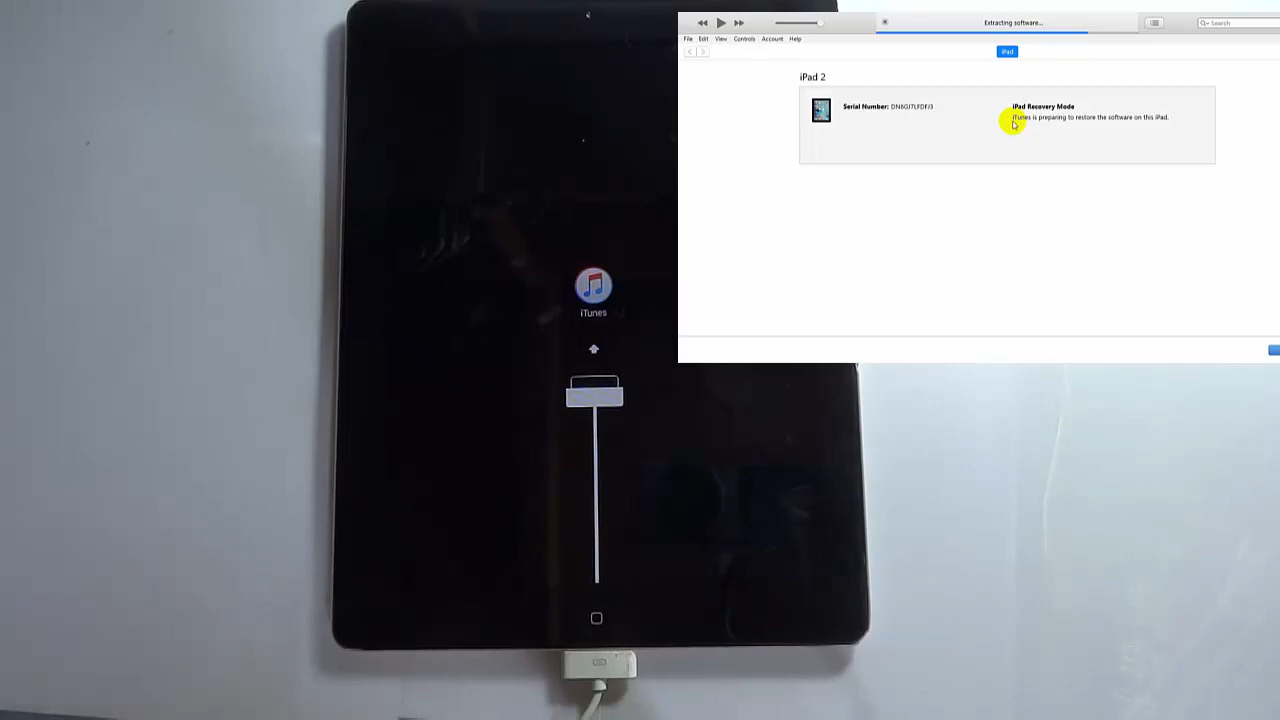 Extracting software...
Search
File Edit View Controls Account Help
iPad
iPad 2
Serial Number:
iPad Recovery Mode
iTunes is preparing to restore the software on this iPad.
iTunes